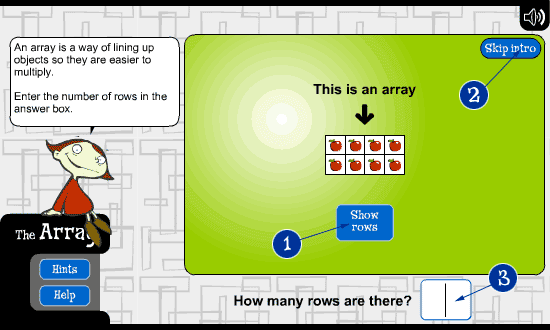 An array is a way of lining up
objects so they are easier to
multiply.
Enter the number of rows in the
answer box.
Skip intro
2
This is an array
Show
rows
1
The Array
Hints
Help
How many rows are there?
3